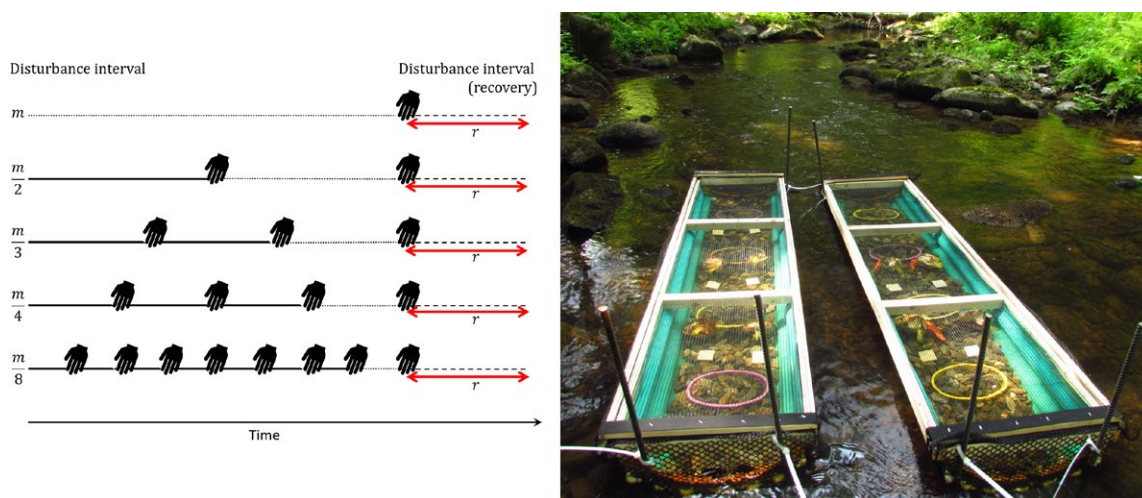 Disturbance interval
Disturbance interval
(recovery)
m
r
m/2
r
m/3
r
m/4
r
m/8
r
Time